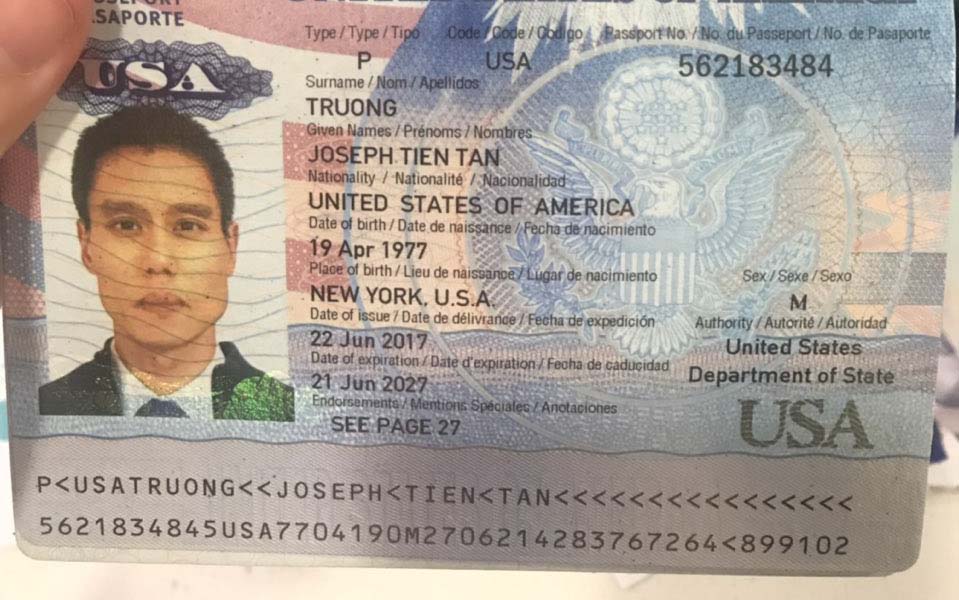 SAPORTE
USA
Type / Type / Tipo Code / Code / Codigo Passport No. / No. du Passeport / No. de Pasaporte
P USA 562183484
Surname / Nom / Apellidos
TRUONG
Given Names / Prénoms / Nombres
JOSEPH TIEN TAN
Nationality / Nationalité / Nacionalidad
UNITED STATES OF AMERICA
Date of birth / Date de naissance / Fecha de nacimiento
19 Apr 1977
Place of birth / Lieu de naissance / Lugar de nacimiento Sex / Sexe / Sexo
NEW YORK, U.S.A. M
Date of issue / Date de délivrance / Fecha de expedición Authority / Autorité / Autoridad
22 Jun 2017 United States
Date of expiration / Date d'expiration / Fecha de caducidad Department of State
21 Jun 2027
Endorsements / Mentions Spéciales / Anotaciones
SEE PAGE 27 USA
P<USATRUONG<<JOSEPH<TIEN<TAN<<<<<<<<<<<<<<<<
5621834845USA7704190M2706214283767264<899102